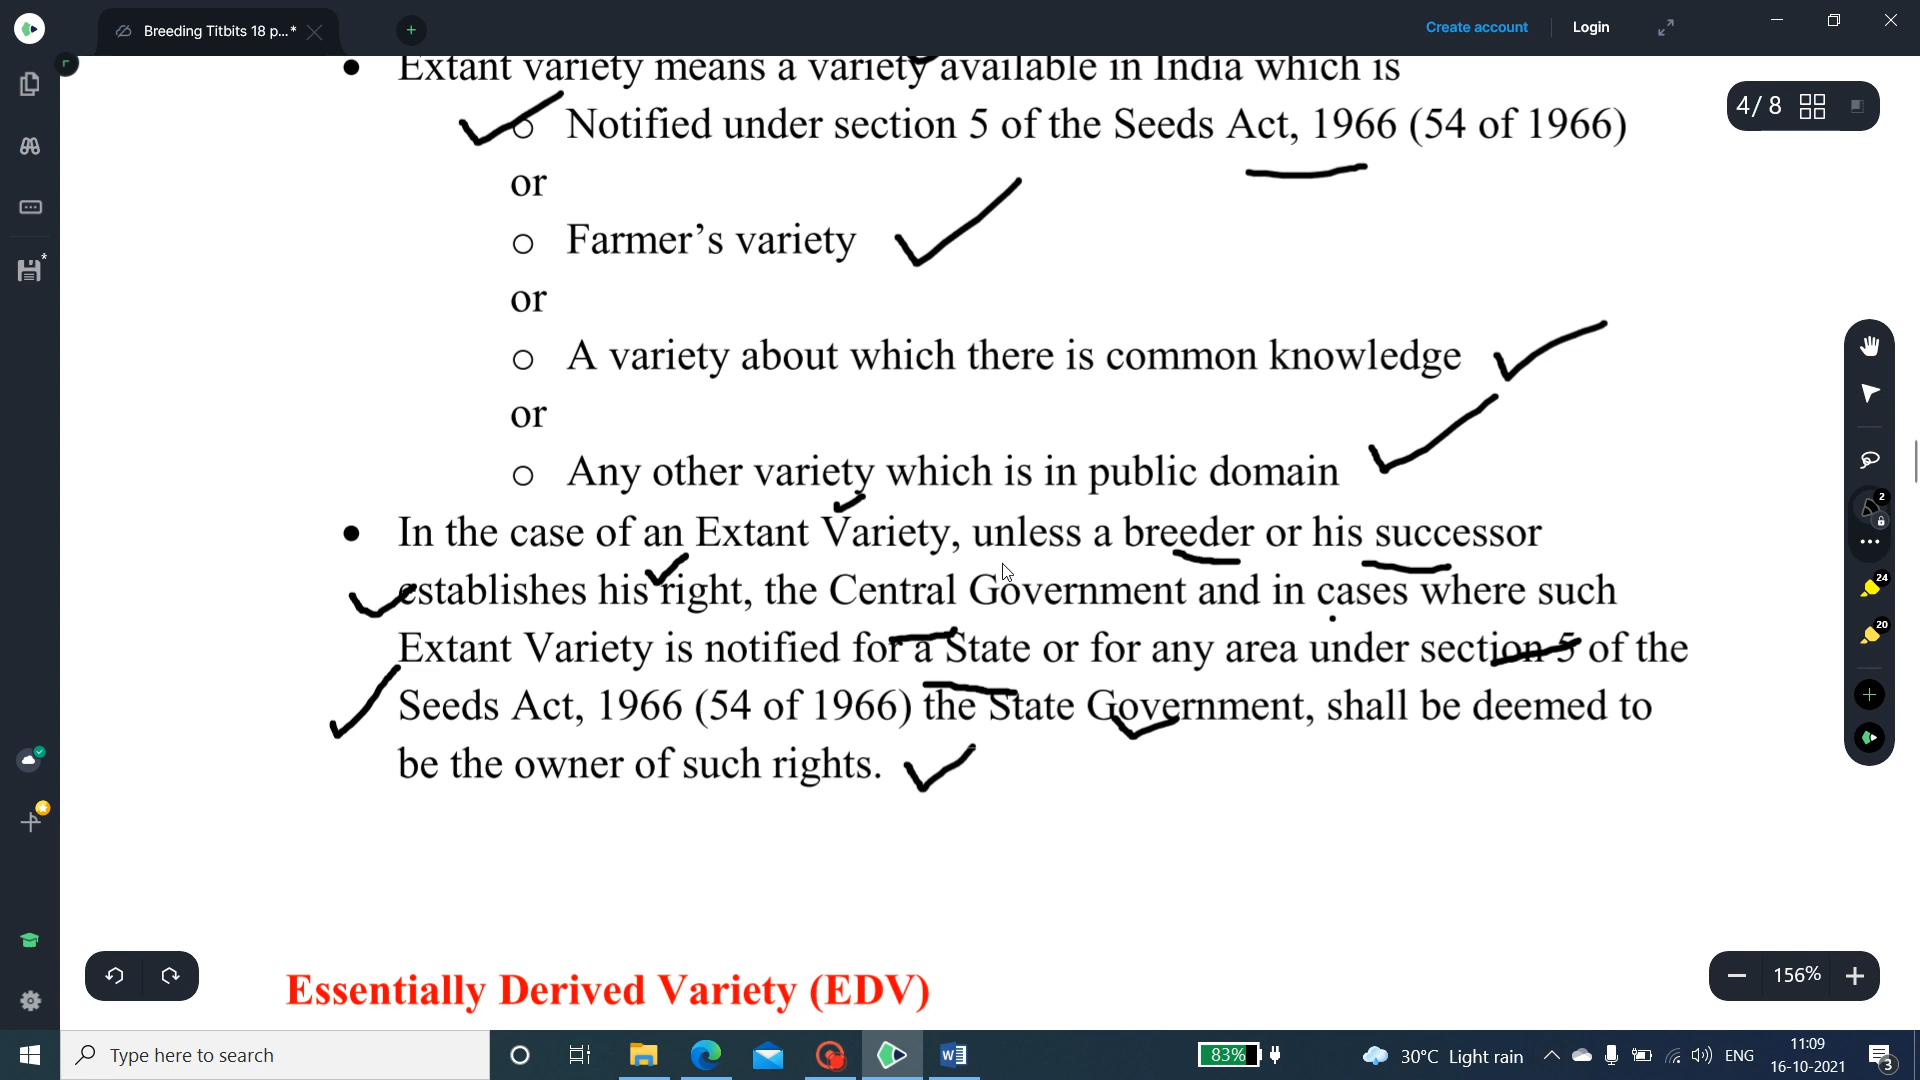 Breeding Titbits 18 p...*
Create account
Login
4/ 8
• Extant variety means a variety available in India which is
o Notified under section 5 of the Seeds Act, 1966 (54 of 1966)
or
o Farmer’s variety
or
o A variety about which there is common knowledge
or
o Any other variety which is in public domain
• In the case of an Extant Variety, unless a breeder or his successor
establishes his right, the Central Government and in cases where such
Extant Variety is notified for a State or for any area under section 5 of the
Seeds Act, 1966 (54 of 1966) the State Government, shall be deemed to
be the owner of such rights.
2
24
20
Essentially Derived Variety (EDV)
156%
Type here to search
83%
30°C Light rain
ENG
11:09
16-10-2021
3